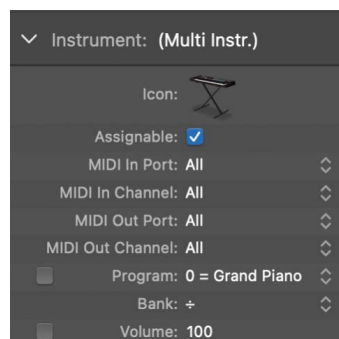 Instrument: (Multi Instr.)
Icon:
Assignable:
MIDI In Port: All
MIDI In Channel: All
MIDI Out Port: All
MIDI Out Channel: All
Program: 0 = Grand Piano
Bank: ÷
Volume: 100